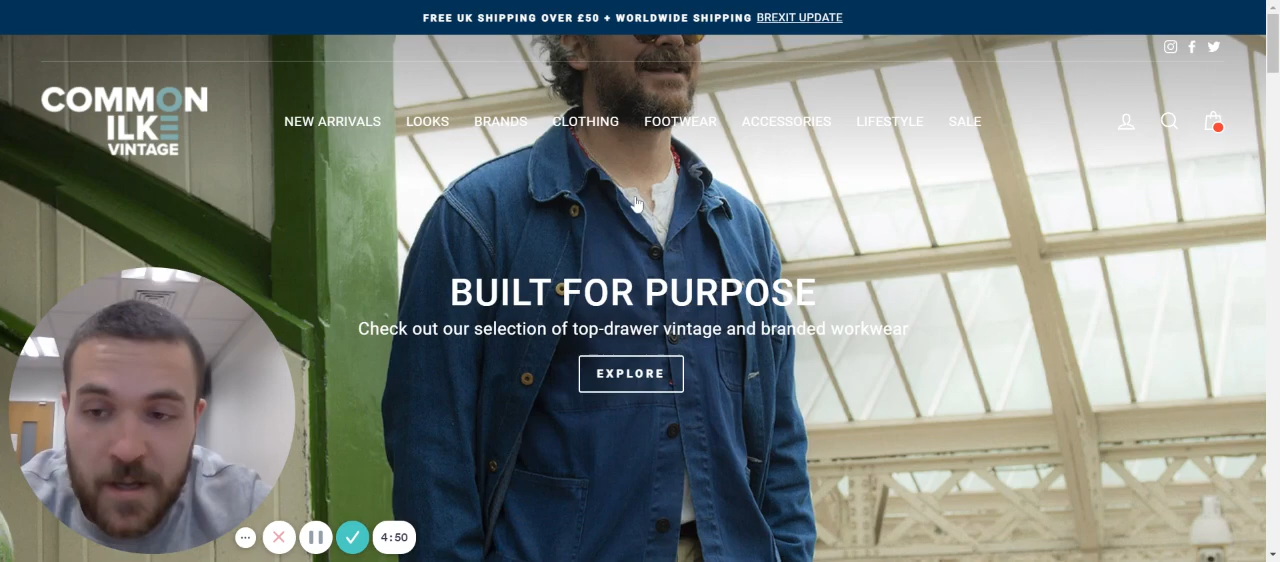 FREE UK SHIPPING OVER £50 + WORLDWIDE SHIPPING BREXIT UPDATE
COMMON
ILKE
VINTAGE
NEW ARRIVALS LOOKS BRANDS CLOTHING FOOTWEAR ACCESSORIES LIFESTYLE SALE
BUILT FOR PURPOSE
Check out our selection of top-drawer vintage and branded workwear
EXPLORE
4:50